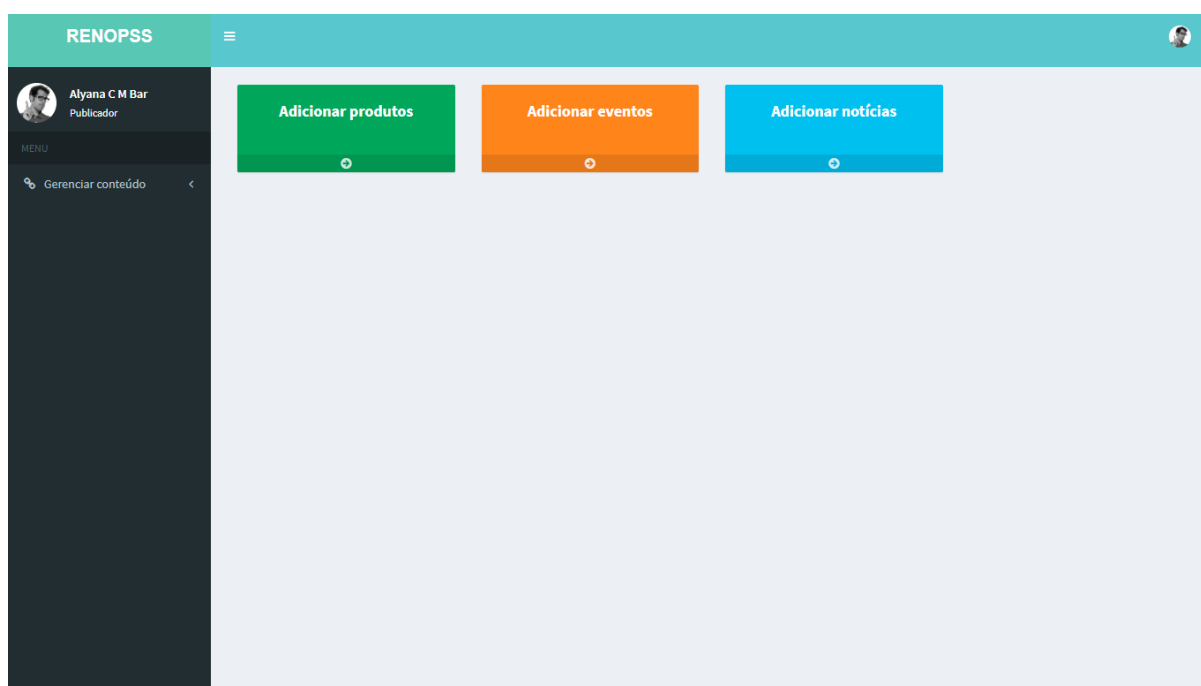 RENOPSS
Alyana C M Bar
Publicador
MENU
Gerenciar conteúdo
Adicionar produtos
Adicionar eventos
Adicionar notícias